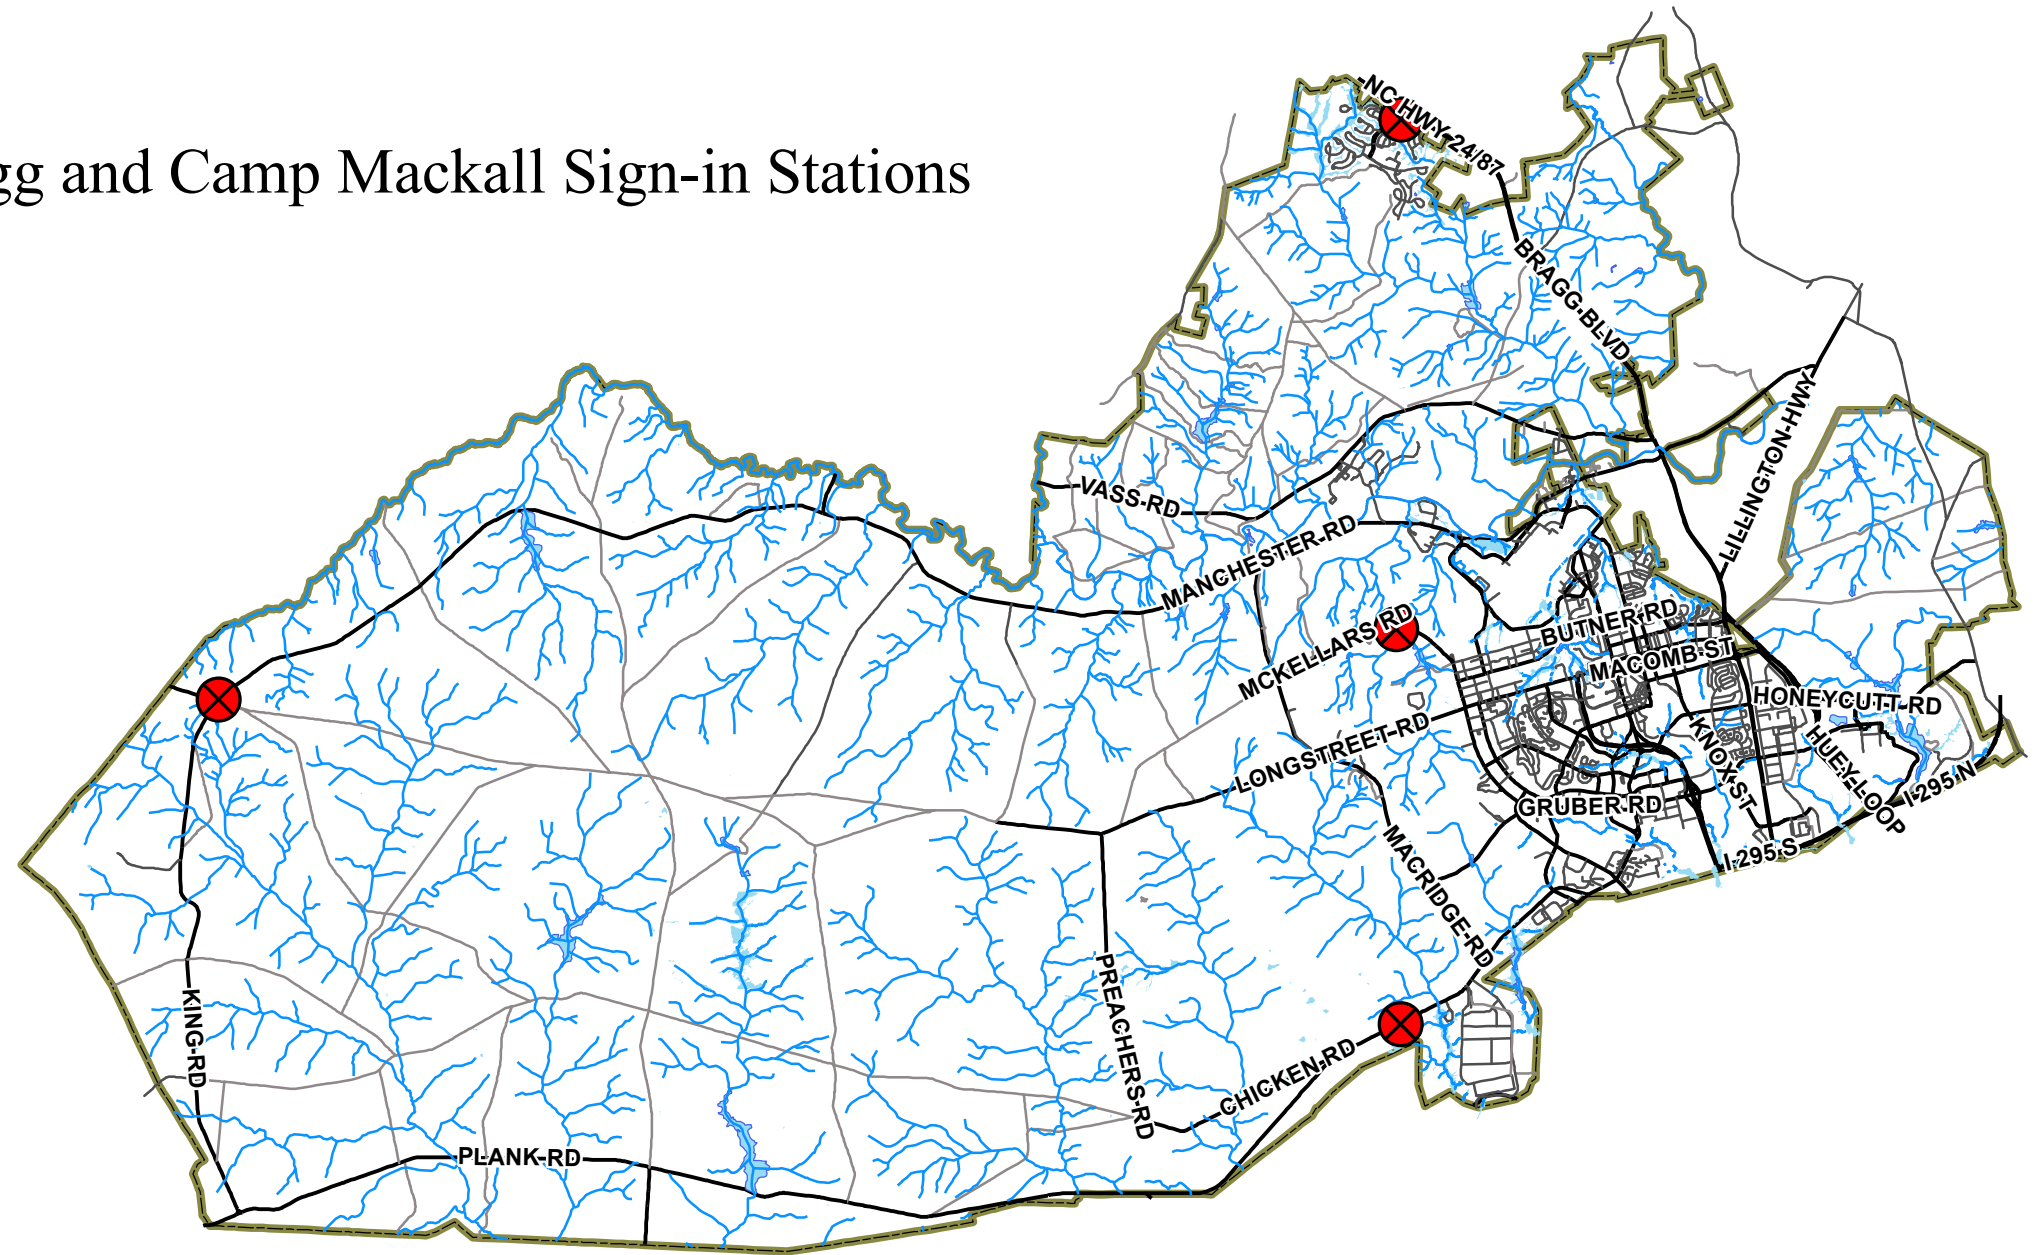 gg and Camp Mackall Sign-in Stations
NC HWY 24/87
BRAGG BLVD
LILLINGTON HWY
VASS RD
MANCHESTER RD
MCKELLARS RD
BUTNER RD
MACOMB ST
HONEYCUTT RD
LONGSTREET RD
KNOX ST
HUEY LOOP
I 295 N
GRUBER RD
I 295 S
MACRIDGE RD
KING RD
PREACHERS RD
CHICKEN RD
PLANK RD